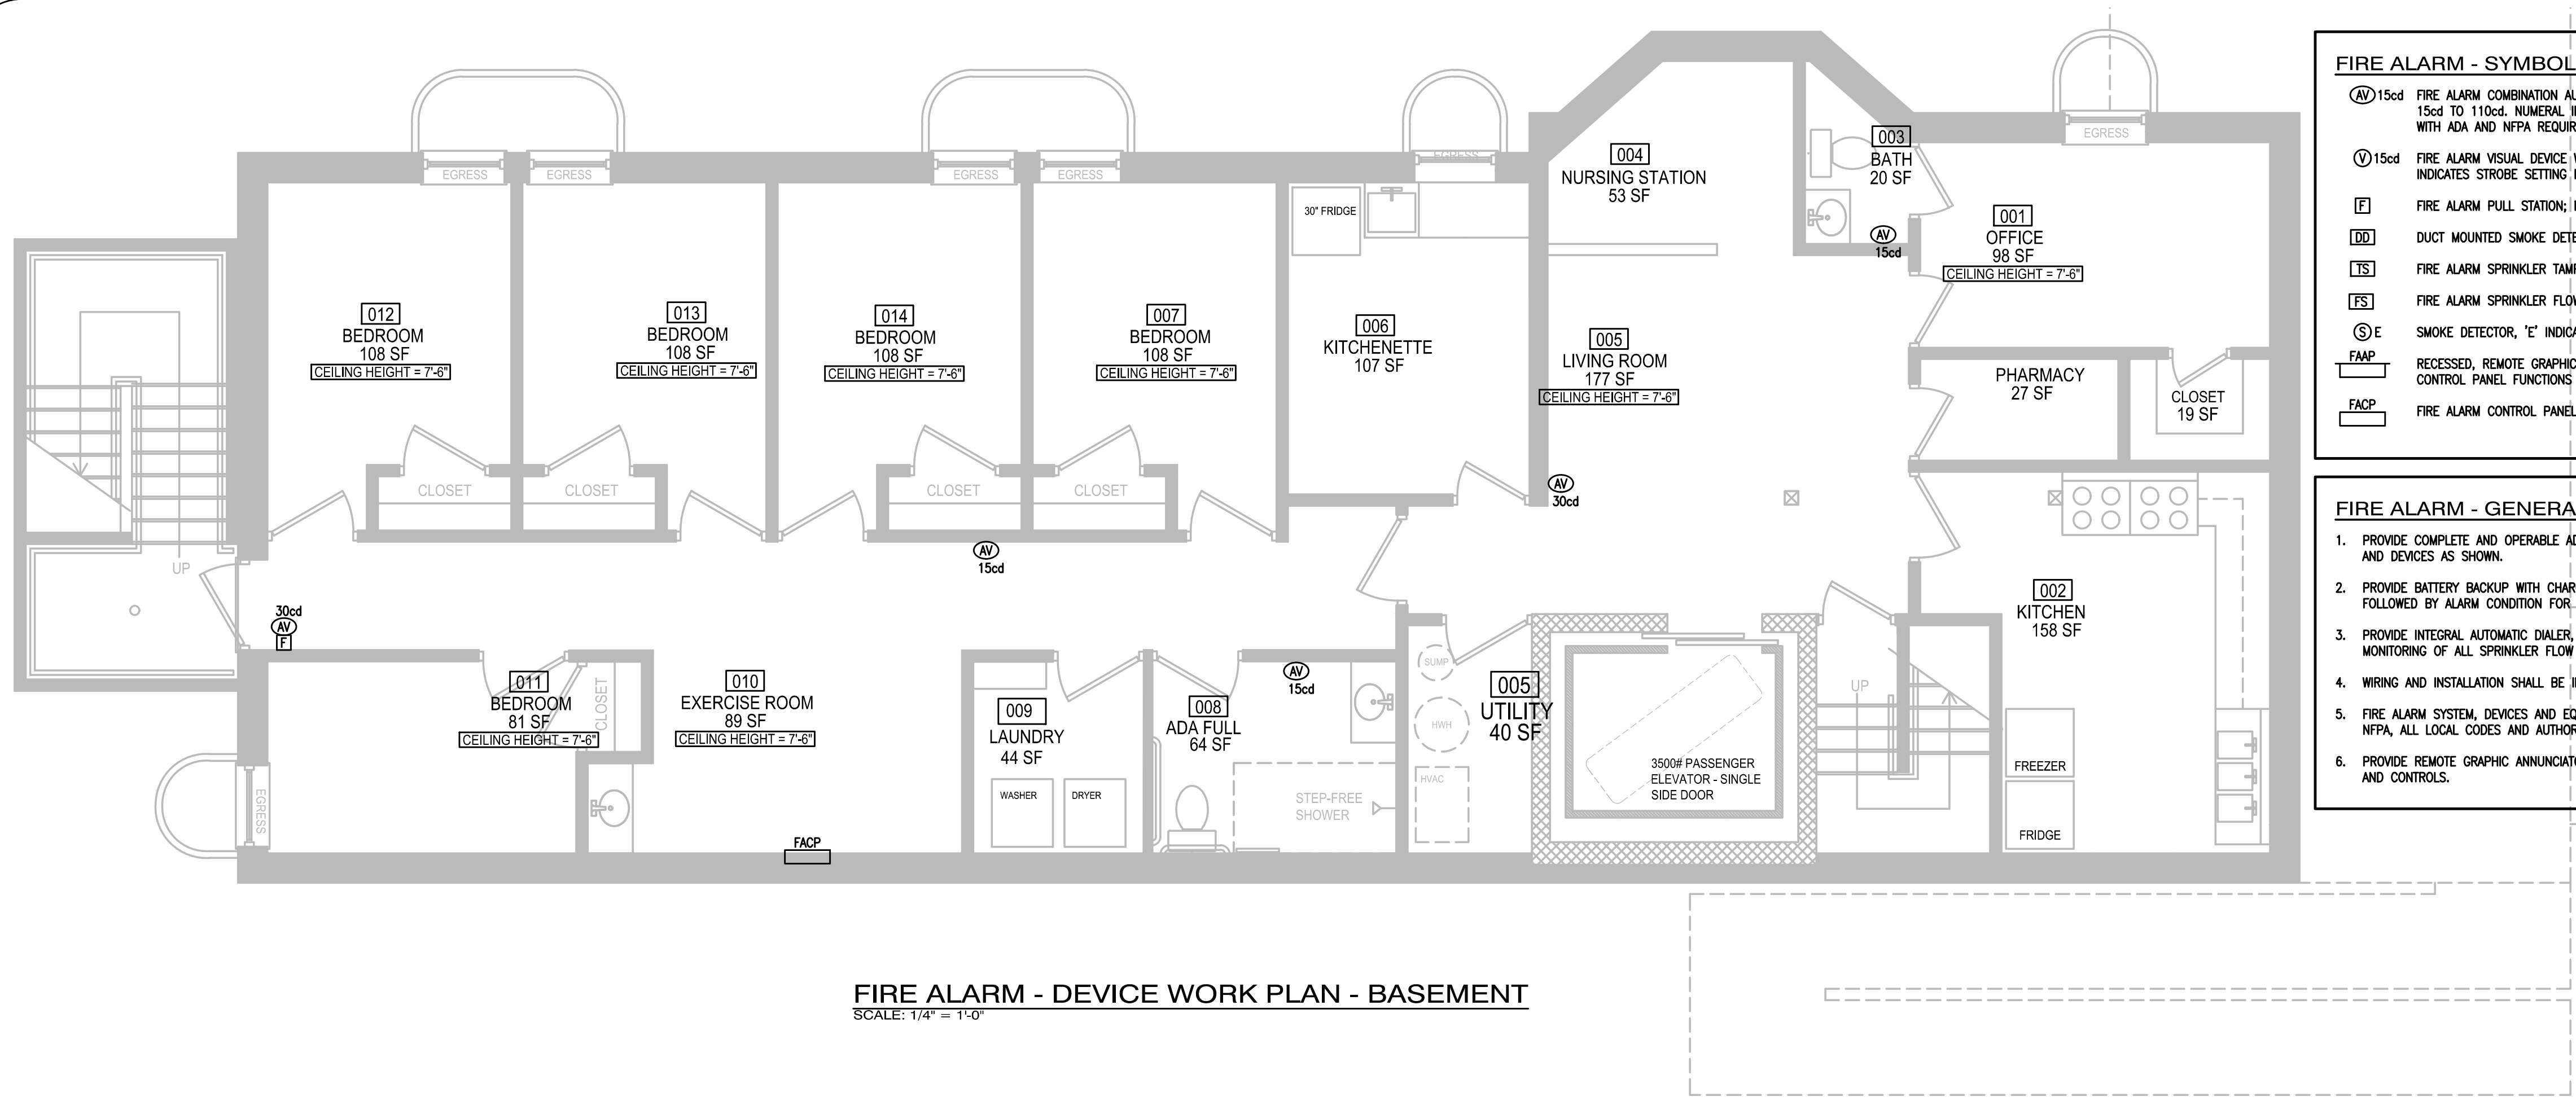 EGRESS
EGRESS
EGRESS
EGRESS
EGRESS
EGRESS
012
BEDROOM
108 SF
CEILING HEIGHT = 7'-6"
013
BEDROOM
108 SF
CEILING HEIGHT = 7'-6"
014
BEDROOM
108 SF
CEILING HEIGHT = 7'-6"
007
BEDROOM
108 SF
CEILING HEIGHT = 7'-6"
30" FRIDGE
006
KITCHENETTE
107 SF
004
NURSING STATION
53 SF
003
BATH
20 SF
AV
15cd
001
OFFICE
98 SF
CEILING HEIGHT = 7'-6"
005
LIVING ROOM
177 SF
CEILING HEIGHT = 7'-6"
PHARMACY
27 SF
CLOSET
19 SF
CLOSET
CLOSET
CLOSET
CLOSET
AV
30cd
AV
15cd
UP
30cd
AV
F
011
BEDROOM
81 SF
CEILING HEIGHT = 7'-6"
CLOSET
EGRESS
010
EXERCISE ROOM
89 SF
CEILING HEIGHT = 7'-6"
FACP
009
LAUNDRY
44 SF
WASHER
DRYER
008
ADA FULL
64 SF
AV
15cd
STEP-FREE
SHOWER
SUMP
HWH
HVAC
005
UTILITY
40 SF
3500# PASSENGER
ELEVATOR - SINGLE
SIDE DOOR
UP
002
KITCHEN
158 SF
FREEZER
FRIDGE
FIRE ALARM - SYMBOL
AV 15cd FIRE ALARM COMBINATION
15cd TO 110cd. NUMERAL
WITH ADA AND NFPA
V 15cd FIRE ALARM VISUAL DEVICE
INDICATES STROBE SETTING
F FIRE ALARM PULL STATION;
DD DUCT MOUNTED SMOKE
TS FIRE ALARM SPRINKLER
FS FIRE ALARM SPRINKLER
S E SMOKE DETECTOR, 'E'
FAAP RECESSED, REMOTE GRAPHIC
CONTROL PANEL FUNCTIONS
FACP FIRE ALARM CONTROL PANEL
FIRE ALARM - GENERA
1. PROVIDE COMPLETE AND OPERABLE
AND DEVICES AS SHOWN.
2. PROVIDE BATTERY BACKUP WITH
FOLLOWED BY ALARM CONDITION FOR
3. PROVIDE INTEGRAL AUTOMATIC DIALER,
MONITORING OF ALL SPRINKLER FLOW
4. WIRING AND INSTALLATION SHALL BE
5. FIRE ALARM SYSTEM, DEVICES AND
NFPA, ALL LOCAL CODES AND
6. PROVIDE REMOTE GRAPHIC
AND CONTROLS.
FIRE ALARM - DEVICE WORK PLAN - BASEMENT
SCALE: 1/4" = 1'-0"